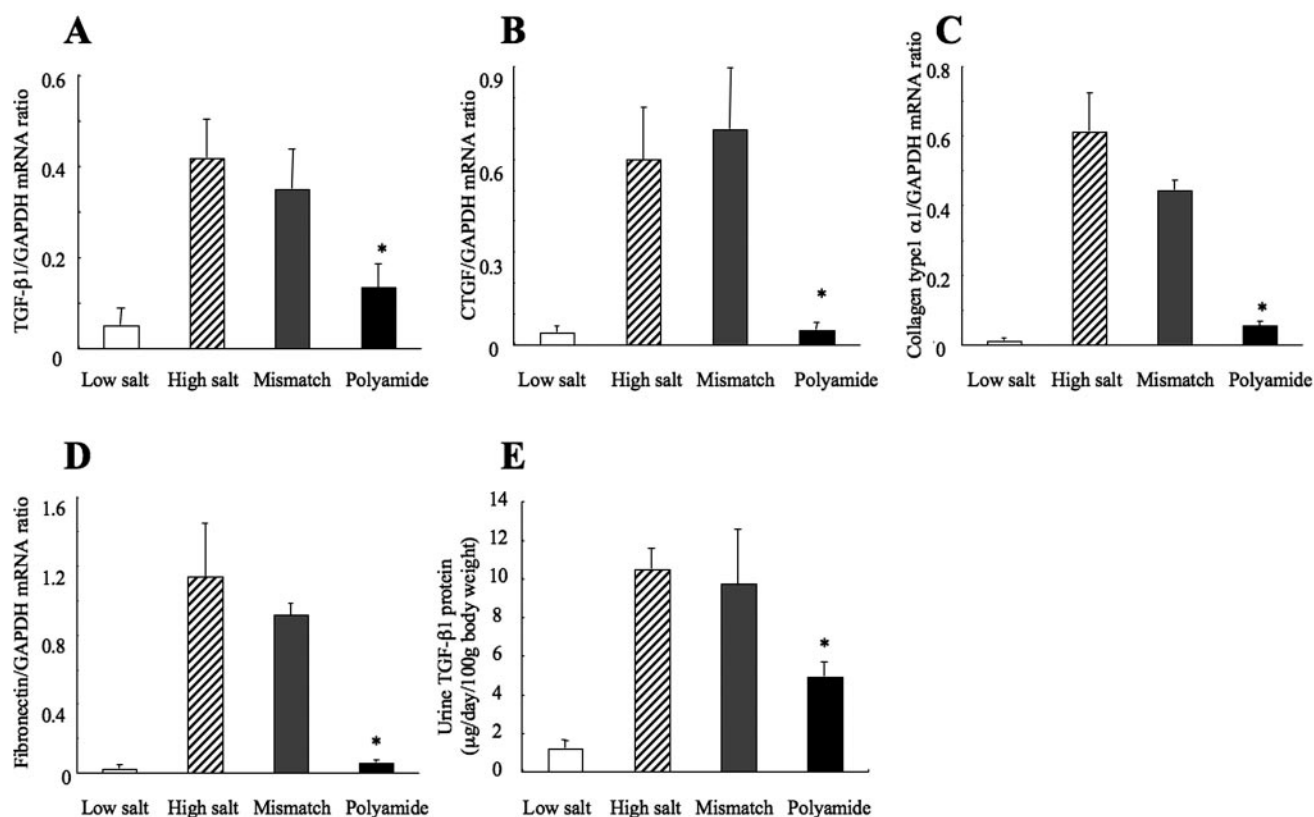 A
TGF-β1/GAPDH mRNA ratio
0.6
0.4
0.2
0
*
Low salt High salt Mismatch Polyamide
B
CTGF/GAPDH mRNA ratio
0.9
0.6
0.3
0
*
Low salt High salt Mismatch Polyamide
C
Collagen type1 α1/GAPDH mRNA ratio
0.8
0.6
0.4
0.2
0
*
Low salt High salt Mismatch Polyamide
D
Fibronectin/GAPDH mRNA ratio
1.6
1.2
0.8
0.4
0
*
Low salt High salt Mismatch Polyamide
E
Urine TGF-β1 protein
(µg/day/100g body weight)
14
12
10
8
6
4
2
0
*
Low salt High salt Mismatch Polyamide